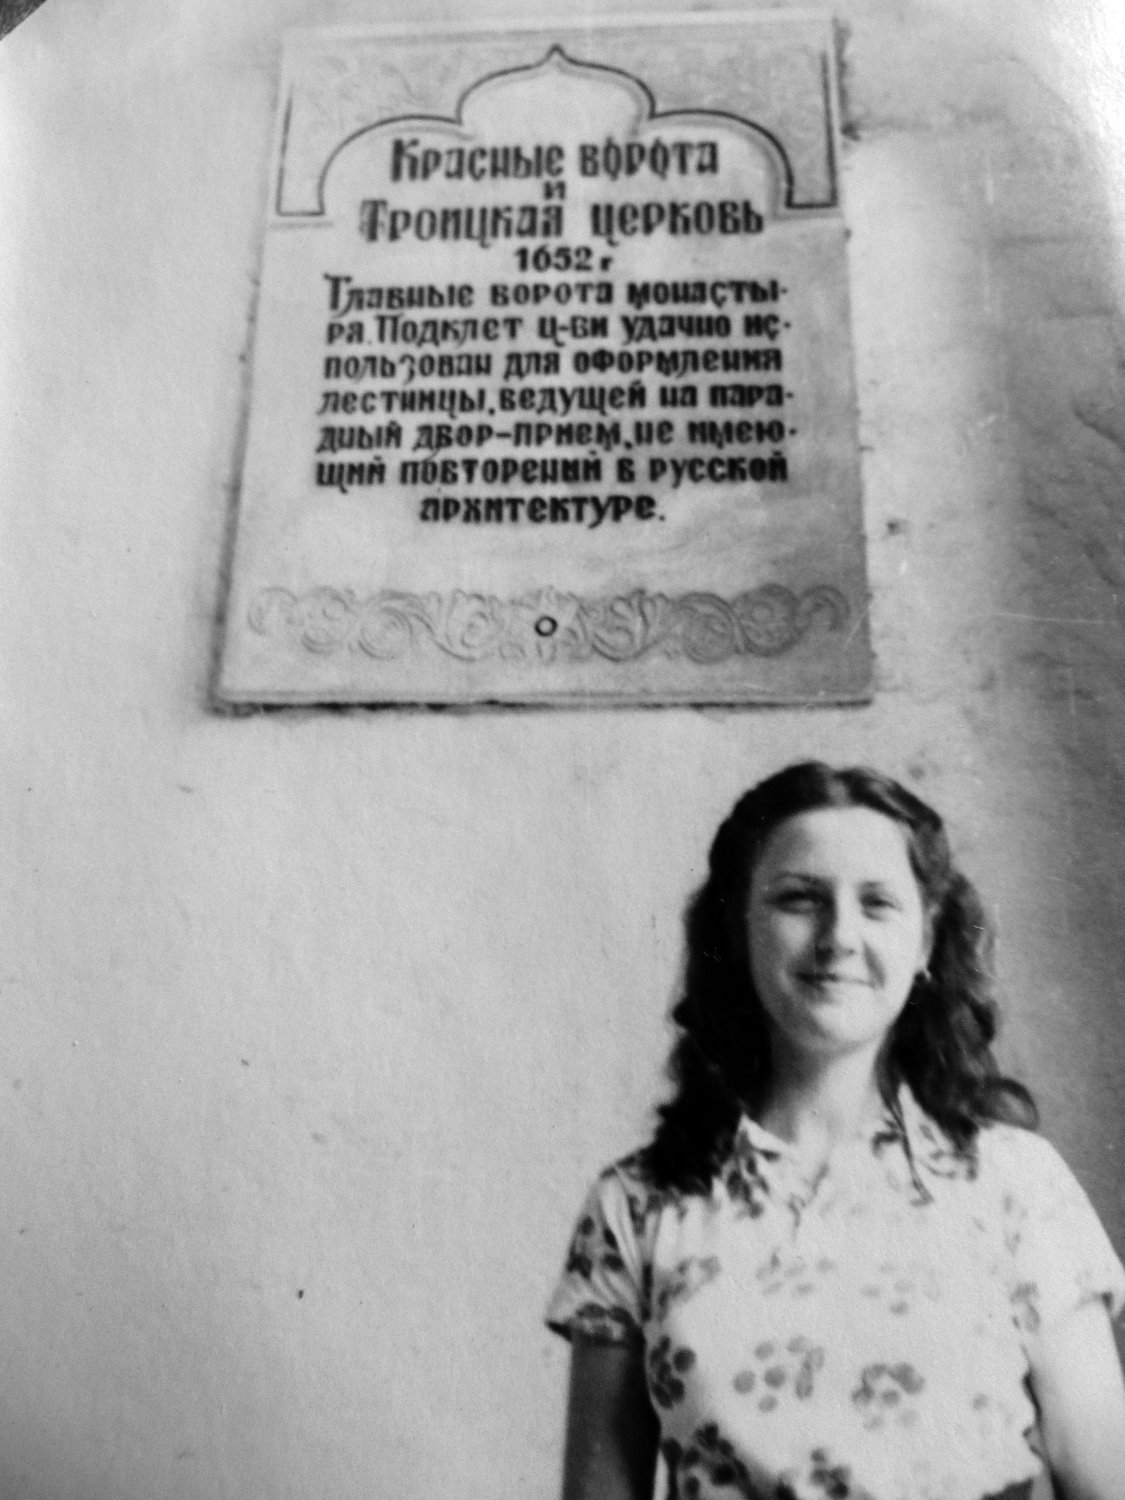 Красные ворота
и
Троицкая церковь
1652 г
Главные ворота монасты-
ря. Подклет ц-ви удачно ис-
пользован для оформления
лестницы, ведущей на пара-
дный двор-прием, не имею-
щий повторений в русской
архитектуре.